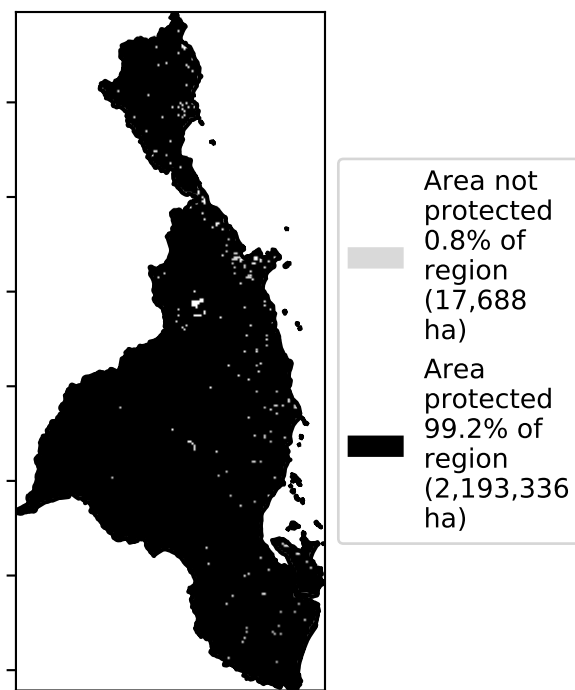 Area not
protected
0.8% of
region
(17,688
ha)
Area
protected
99.2% of
region
(2,193,336
ha)